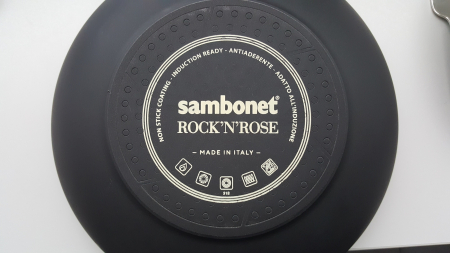 NON STICK COATING - INDUCTION READY - ANTIADERENTE - ADATTO ALL'INDUZIONE
sambonet®
ROCK'N'ROSE
– MADE IN ITALY –